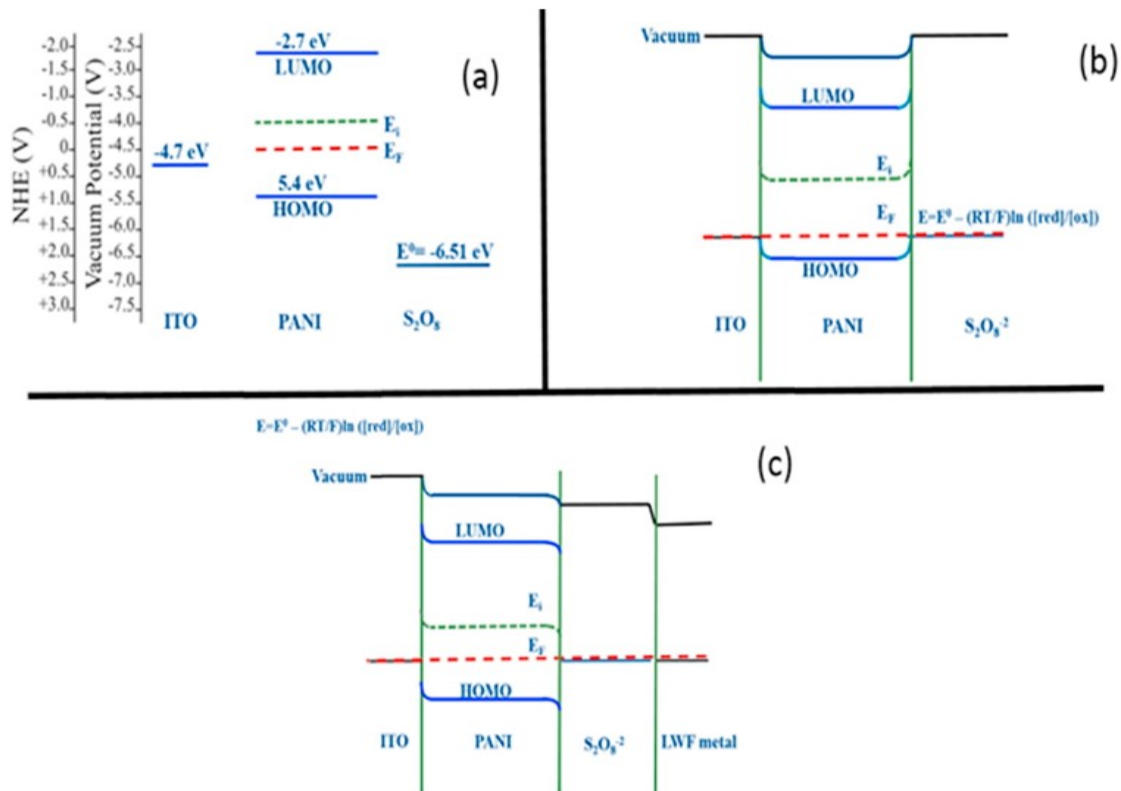 (a)
NHE (V)
-2.0
-1.5
-1.0
-0.5
0
+0.5
+1.0
+1.5
+2.0
+2.5
+3.0
Vacuum Potential (V)
-2.5
-3.0
-3.5
-4.0
-4.5
-5.0
-5.5
-6.0
-6.5
-7.0
-7.5
-2.7 eV
LUMO
Ei
EF
-4.7 eV
5.4 eV
HOMO
E⁰= -6.51 eV
ITO PANI S₂O₈
(b)
Vacuum
LUMO
Ei
EF E=E⁰ – (RT/F)ln ([red]/[ox])
HOMO
ITO PANI S₂O₈⁻²
E=E⁰ – (RT/F)ln ([red]/[ox])
(c)
Vacuum
LUMO
Ei
EF
HOMO
ITO PANI S₂O₈⁻² LWF metal